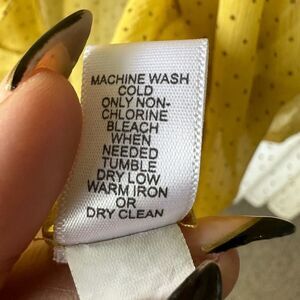 MACHINE WASH
COLD
ONLY NON-
CHLORINE
BLEACH
WHEN
NEEDED
TUMBLE
DRY LOW
WARM IRON
OR
DRY CLEAN